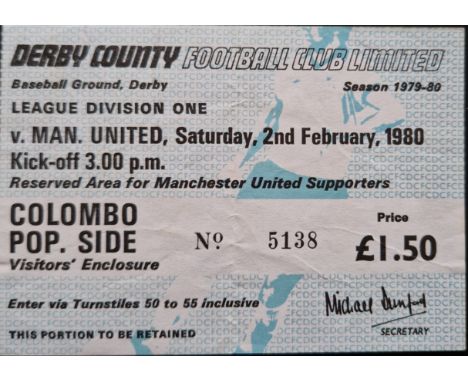 DERBY COUNTY FOOTBALL CLUB LIMITED
Baseball Ground, Derby Season 1979-80
LEAGUE DIVISION ONE
v. MAN. UNITED, Saturday, 2nd February, 1980
Kick-off 3.00 p.m.
Reserved Area for Manchester United Supporters
COLOMBO Price
POP. SIDE Nº 5138 £1.50
Visitors' Enclosure
Enter via Turnstiles 50 to 55 inclusive
Michael Dunford
SECRETARY
THIS PORTION TO BE RETAINED